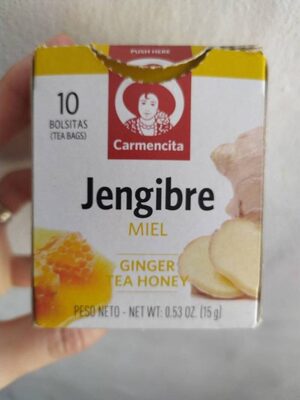 PUSH HERE
10
BOLSITAS
(TEA BAGS)
Carmencita
Jengibre
MIEL
GINGER
TEA HONEY
PESO NETO - NET WT: 0.53 OZ. (15 g)